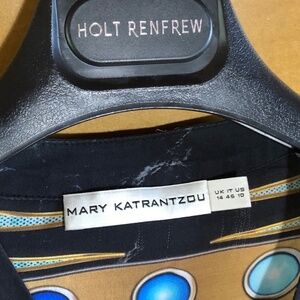 HOLT RENFREW
MARY KATRANTZOU
UK IT US
14 46 10